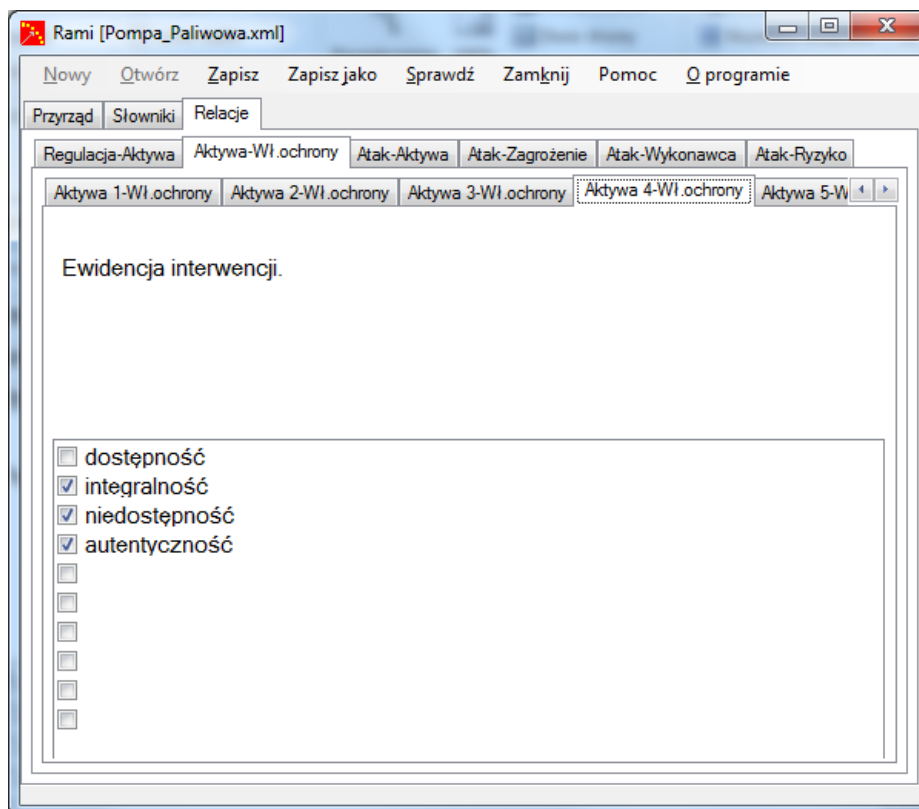 Rami [Pompa_Paliwowa.xml]
Nowy Otwórz Zapisz Zapisz jako Sprawdź Zamknij Pomoc O programie
Przyrząd Słowniki Relacje
Regulacja-Aktywa Aktywa-Wł.ochrony Atak-Aktywa Atak-Zagrożenie Atak-Wykonawca Atak-Ryzyko
Aktywa 1-Wł.ochrony Aktywa 2-Wł.ochrony Aktywa 3-Wł.ochrony Aktywa 4-Wł.ochrony Aktywa 5-W
Ewidencja interwencji.
dostępność
integralność
niedostępność
autentyczność